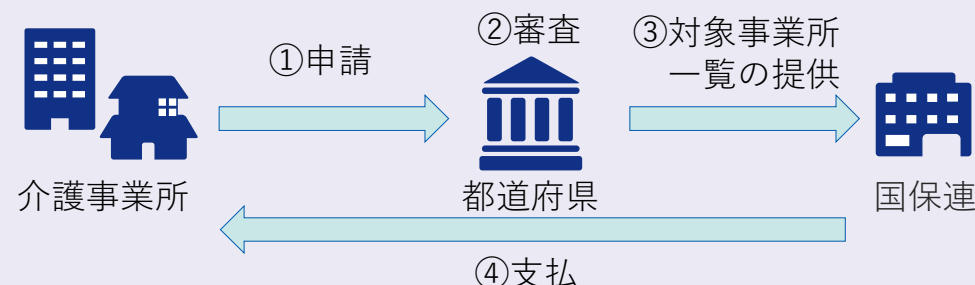 ①申請
②審査
③対象事業所
一覧の提供
介護事業所
都道府県
国保連
④支払